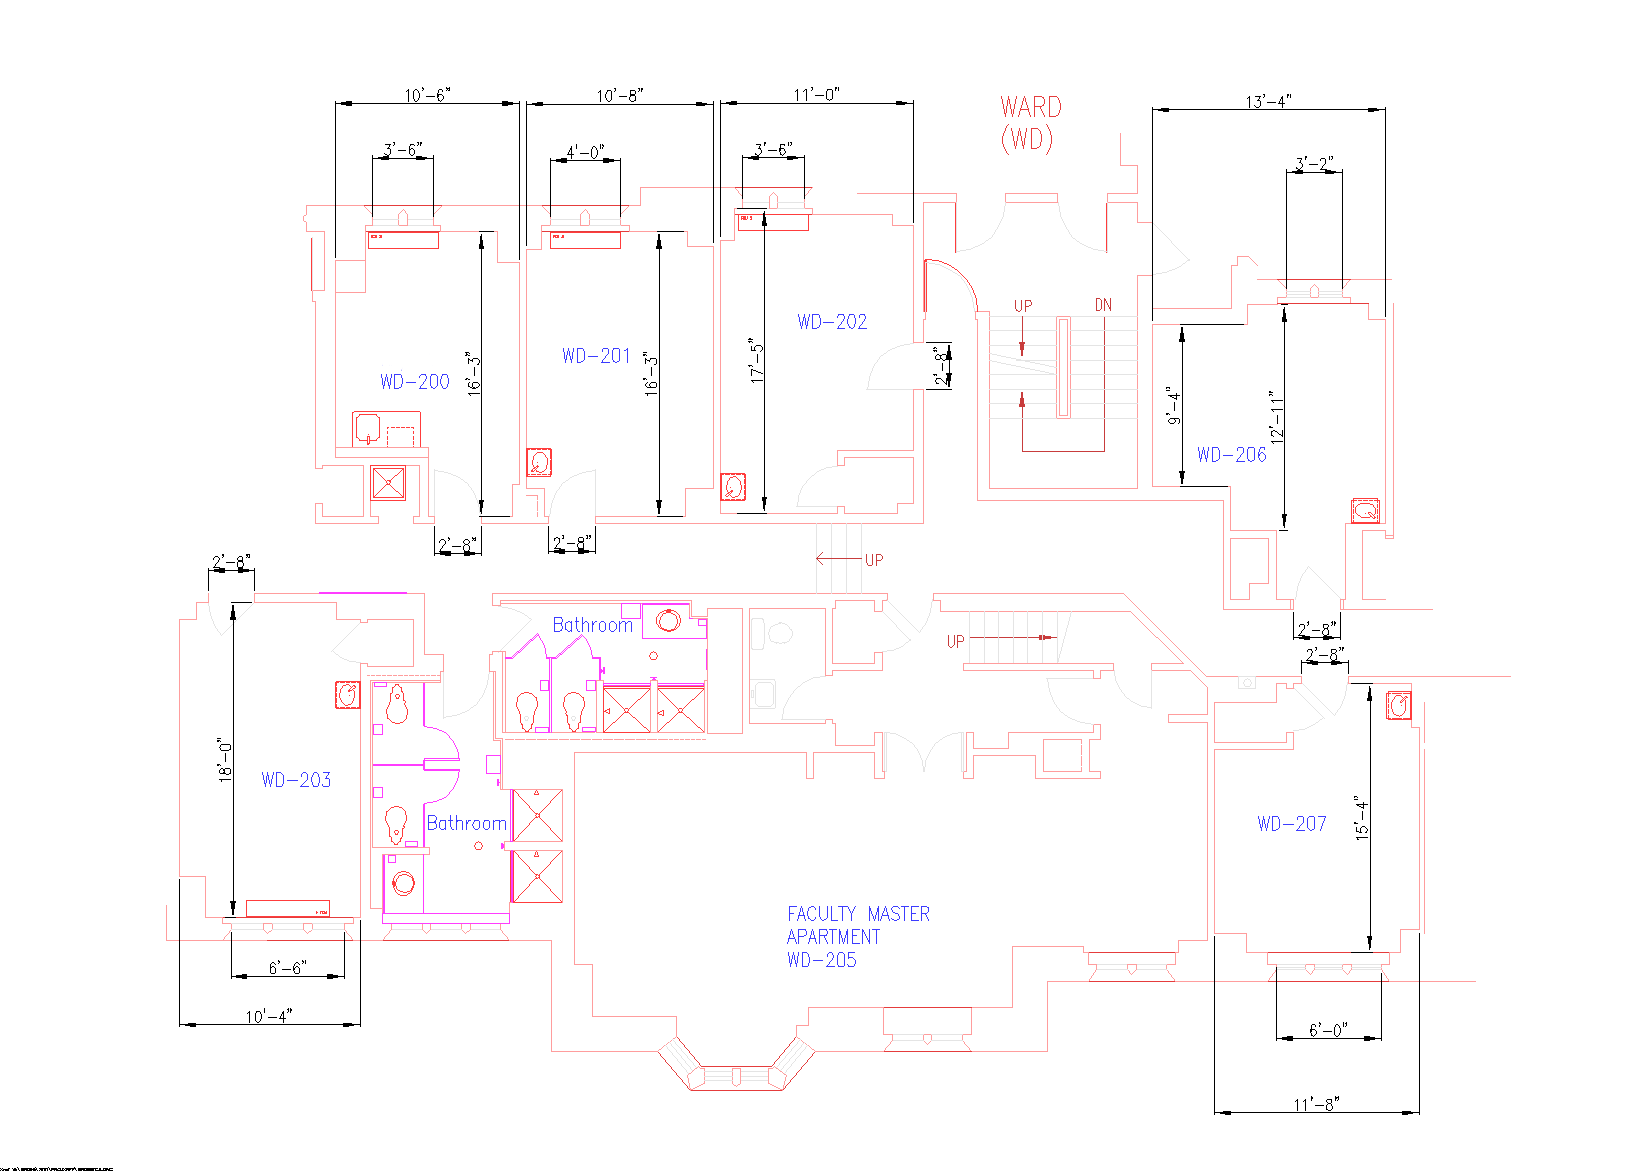 10'-6"
10'-8"
11'-0"
WARD
(WD)
13'-4"
3'-6"
4'-0"
3'-6"
3'-2"
UP
DN
WD-202
WD-201
WD-200
16'-3"
16'-3"
17'-5"
2'-8"
9'-4"
12'-11"
WD-206
2'-8"
2'-8"
2'-8"
UP
Bathroom
UP
2'-8"
2'-8"
18'-0"
WD-203
Bathroom
WD-207
15'-4"
FACULTY MASTER
APARTMENT
WD-205
6'-6"
10'-4"
6'-0"
11'-8"